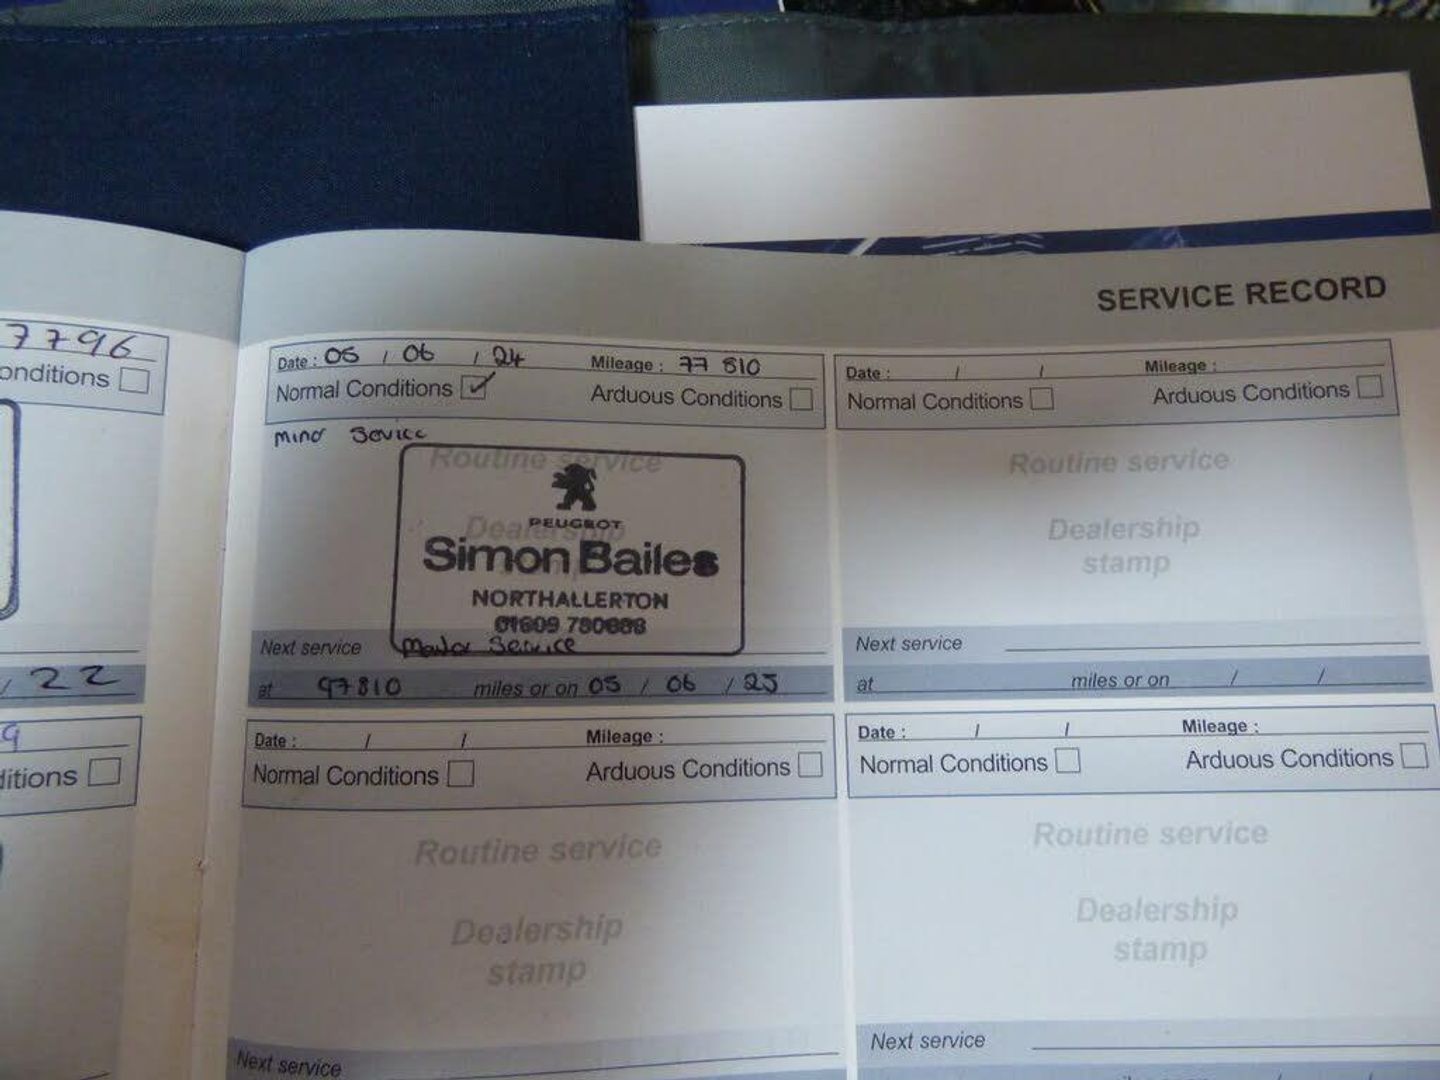 SERVICE RECORD
7796
onditions
/ 22
9
ditions
Date : 05 / 06 / 24 Mileage : 77 810
Normal Conditions Arduous Conditions
Minor Service
Routine service
PEUGEOT
Dealership
Simon Bailes
NORTHALLERTON
Next service Service
at 97810 miles or on 05 / 06 / 25
Date : / / Mileage :
Normal Conditions Arduous Conditions
Routine service
Dealership
stamp
Next service
at miles or on / /
Date : / / Mileage :
Normal Conditions Arduous Conditions
Routine service
Dealership
stamp
Next service
Date : / / Mileage :
Normal Conditions Arduous Conditions
Routine service
Dealership
stamp
Next service